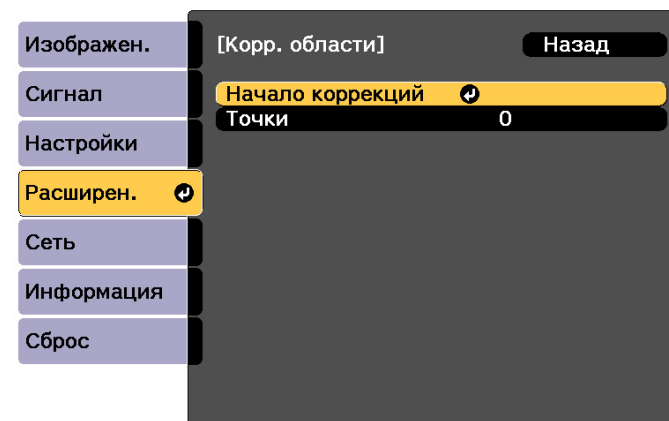 Изображен.
Сигнал
Настройки
Расширен.
Сеть
Информация
Сброс
[Корр. области]
Назад
Начало коррекций
Точки 0